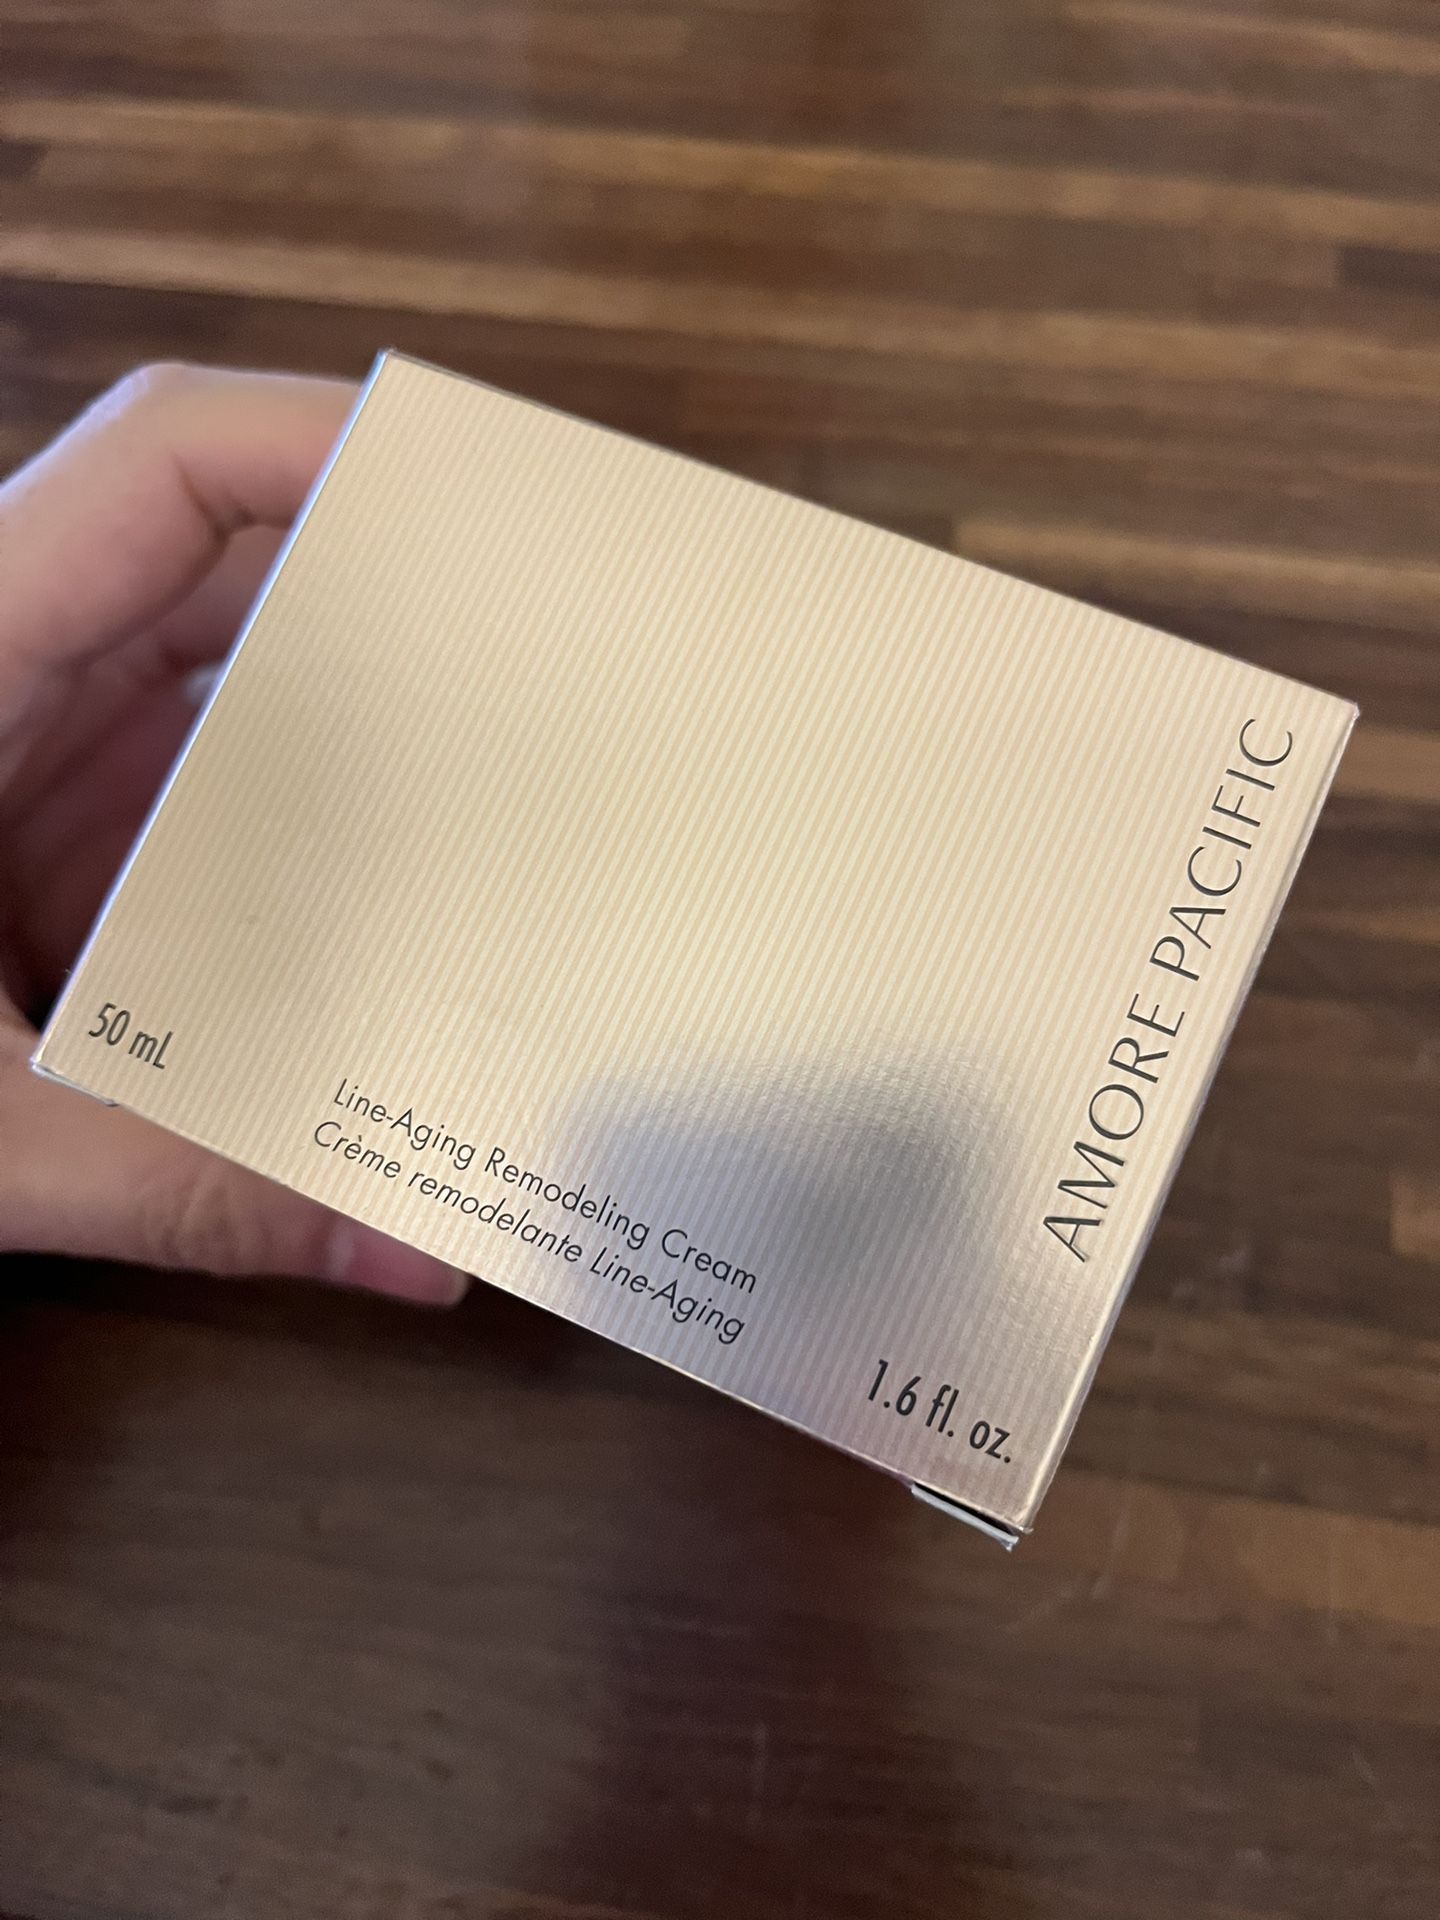 AMORE PACIFIC
50 mL
Line-Aging Remodeling Cream
Crème remodelante Line-Aging
1.6 fl. oz.